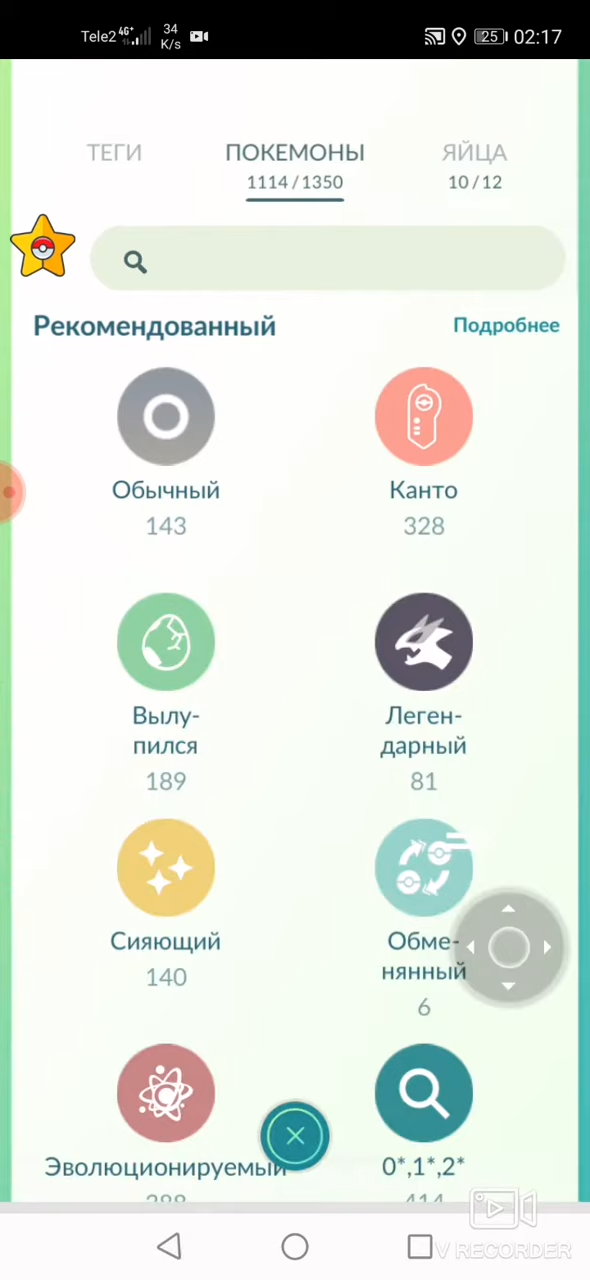 Tele2 4G+ 34 K/s 25 02:17
ТЕГИ ПОКЕМОНЫ ЯЙЦА
1114 / 1350 10 / 12
Рекомендованный Подробнее
Обычный Канто
143 328
Вылу- Леген-
пился дарный
189 81
Сияющий Обме-
140 нянный
6
Эволюционируемый 0*,1*,2*
414
V RECORDER